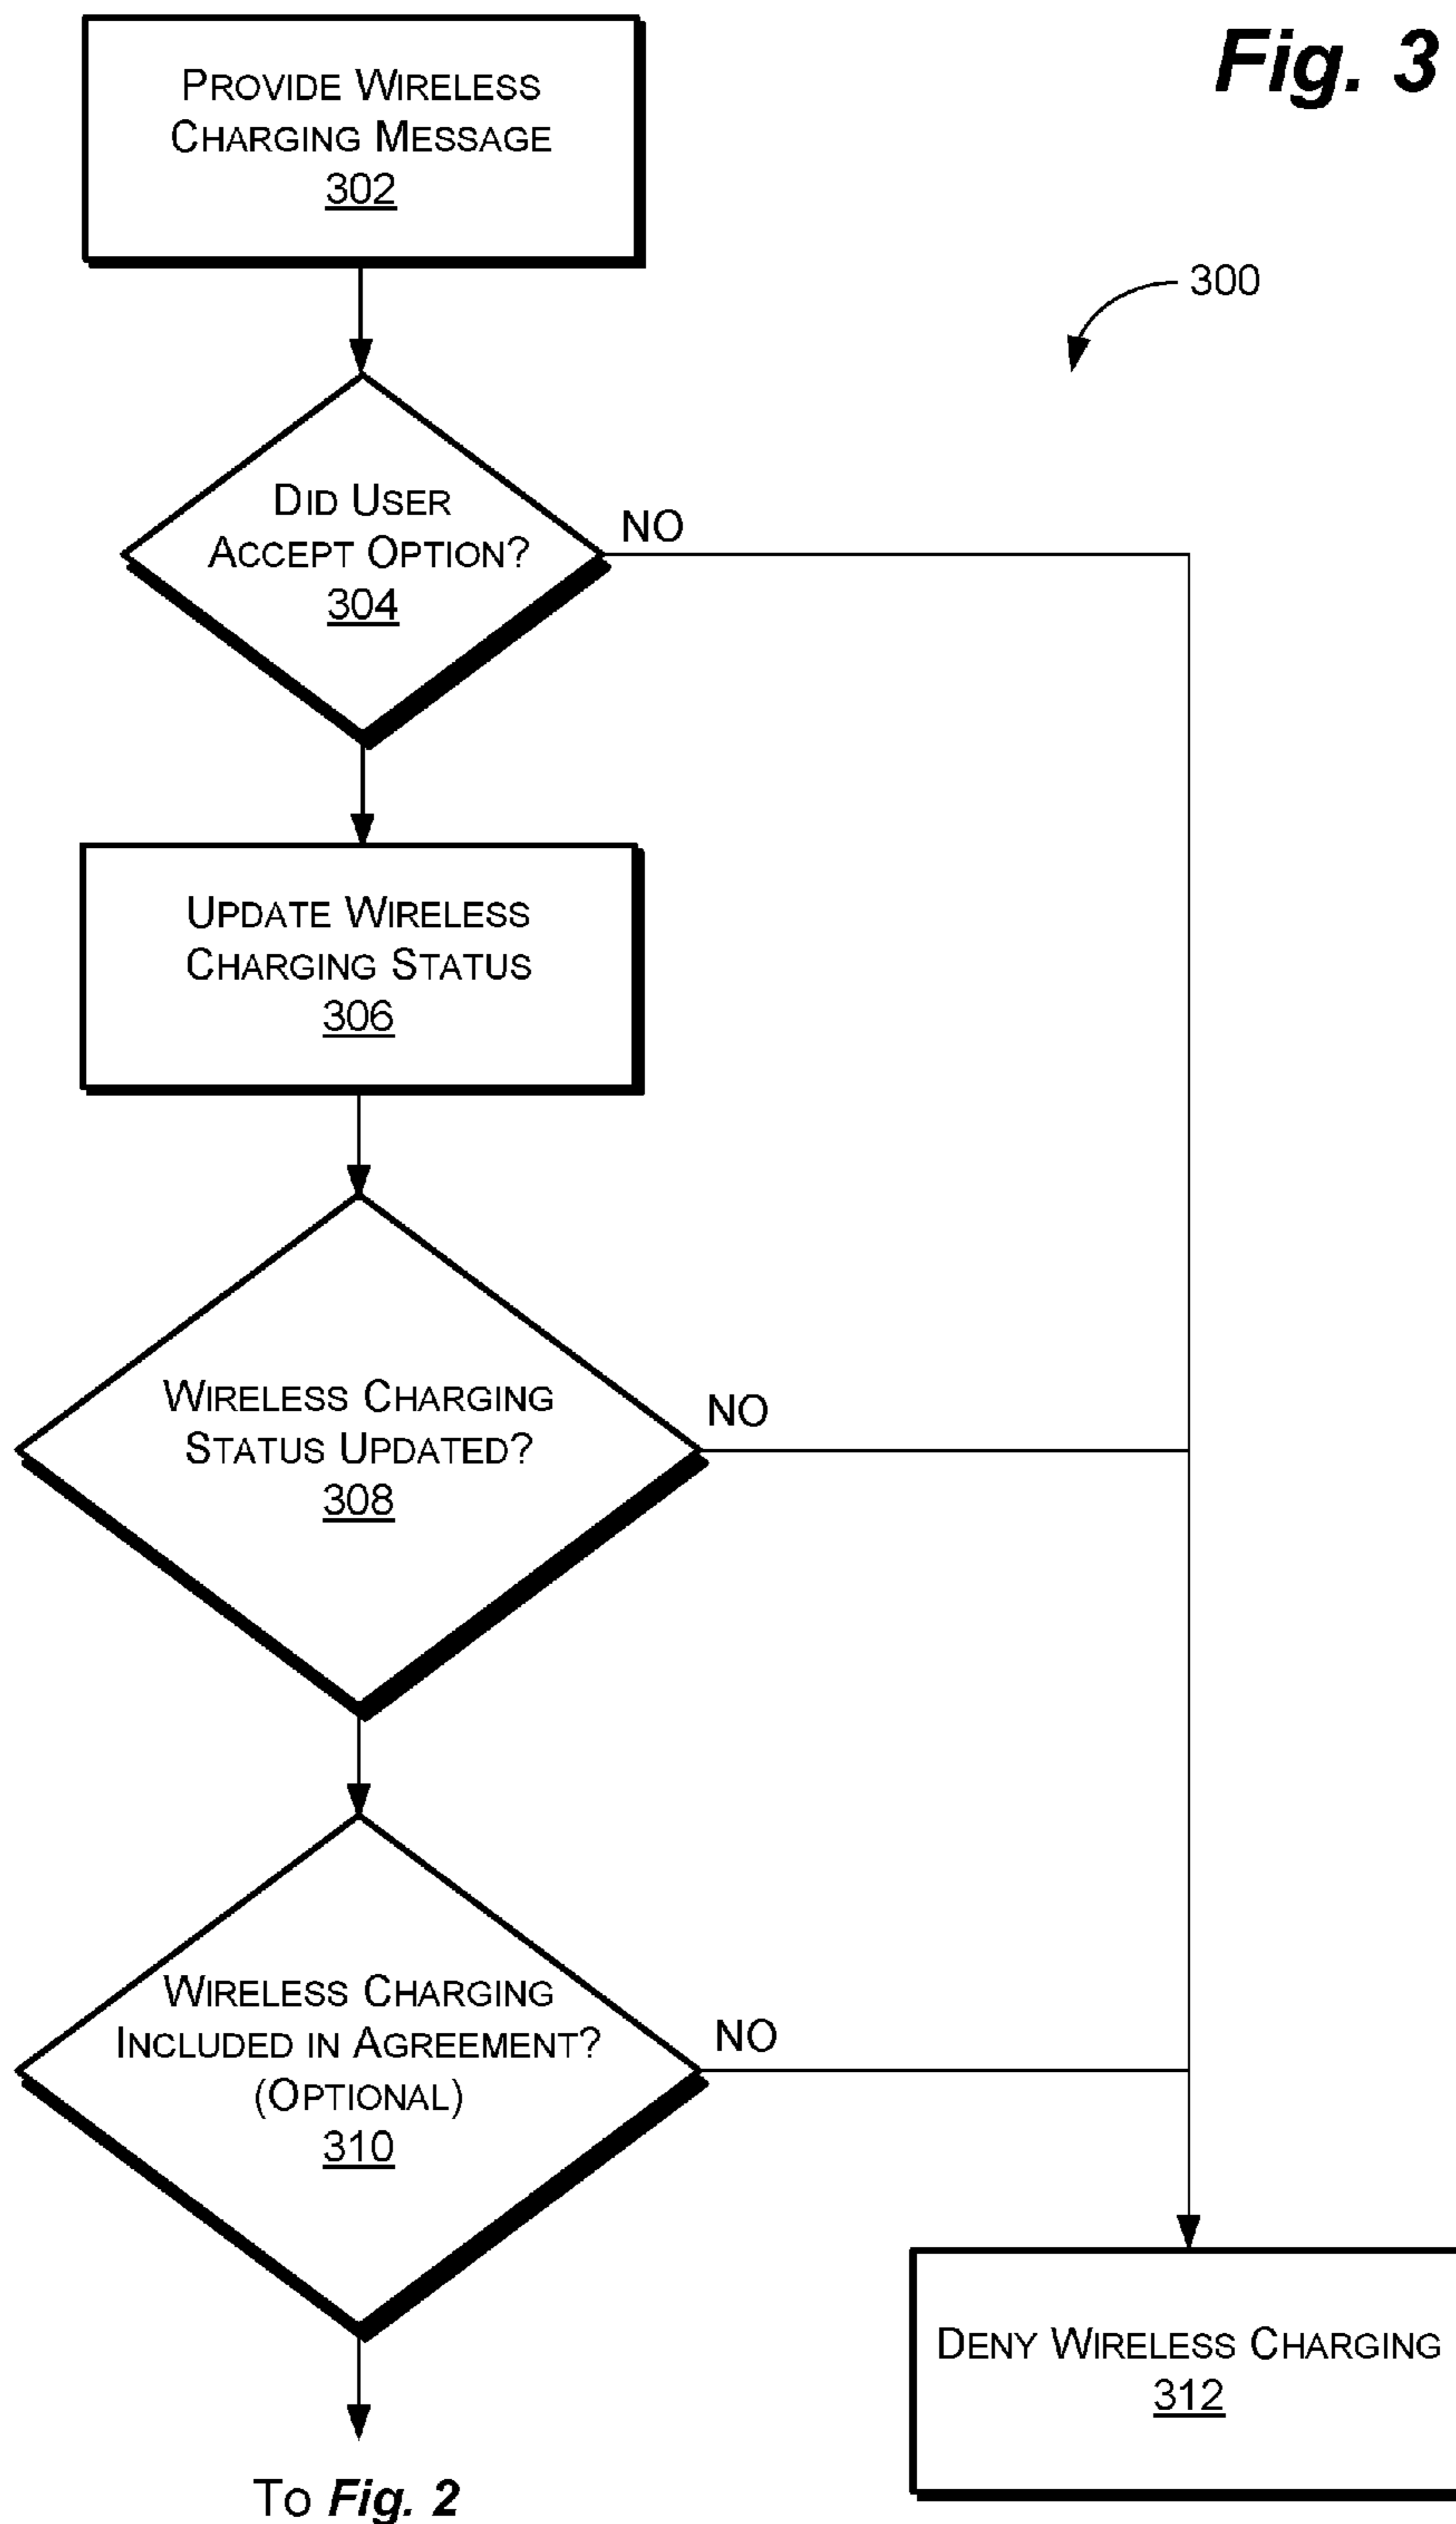 Fig. 3
PROVIDE WIRELESS
CHARGING MESSAGE
302
300
DID USER
ACCEPT OPTION?
304
NO
UPDATE WIRELESS
CHARGING STATUS
306
WIRELESS CHARGING
STATUS UPDATED?
308
NO
WIRELESS CHARGING
INCLUDED IN AGREEMENT?
(OPTIONAL)
310
NO
DENY WIRELESS CHARGING
312
To Fig. 2